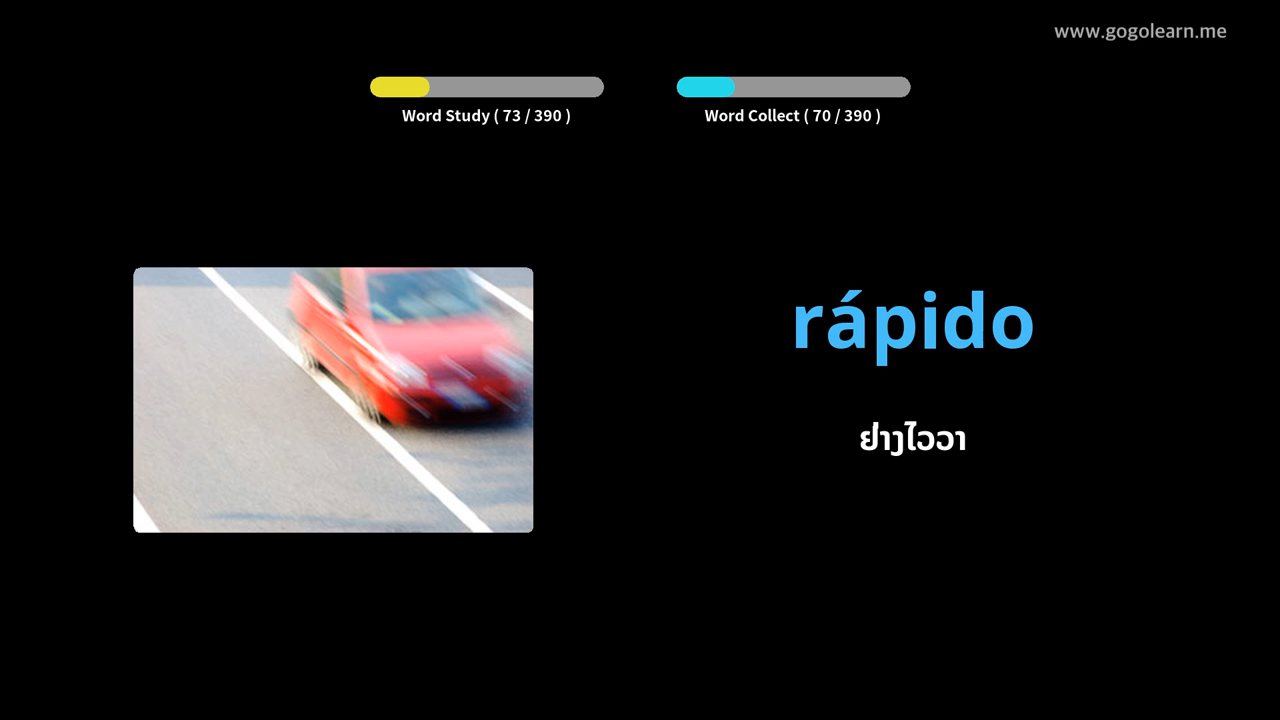 www.gogolearn.me
Word Study ( 73 / 390 )
Word Collect ( 70 / 390 )
rápido
ຢ່າງໄວວາ